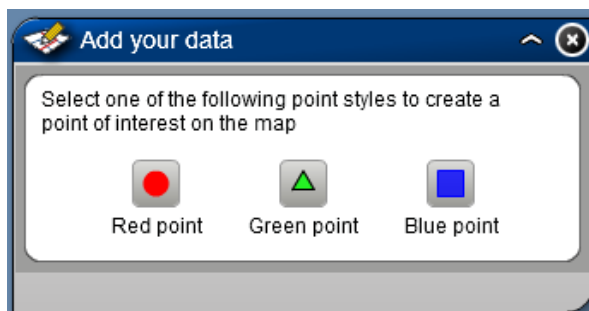 Add your data
Select one of the following point styles to create a
point of interest on the map
Red point
Green point
Blue point